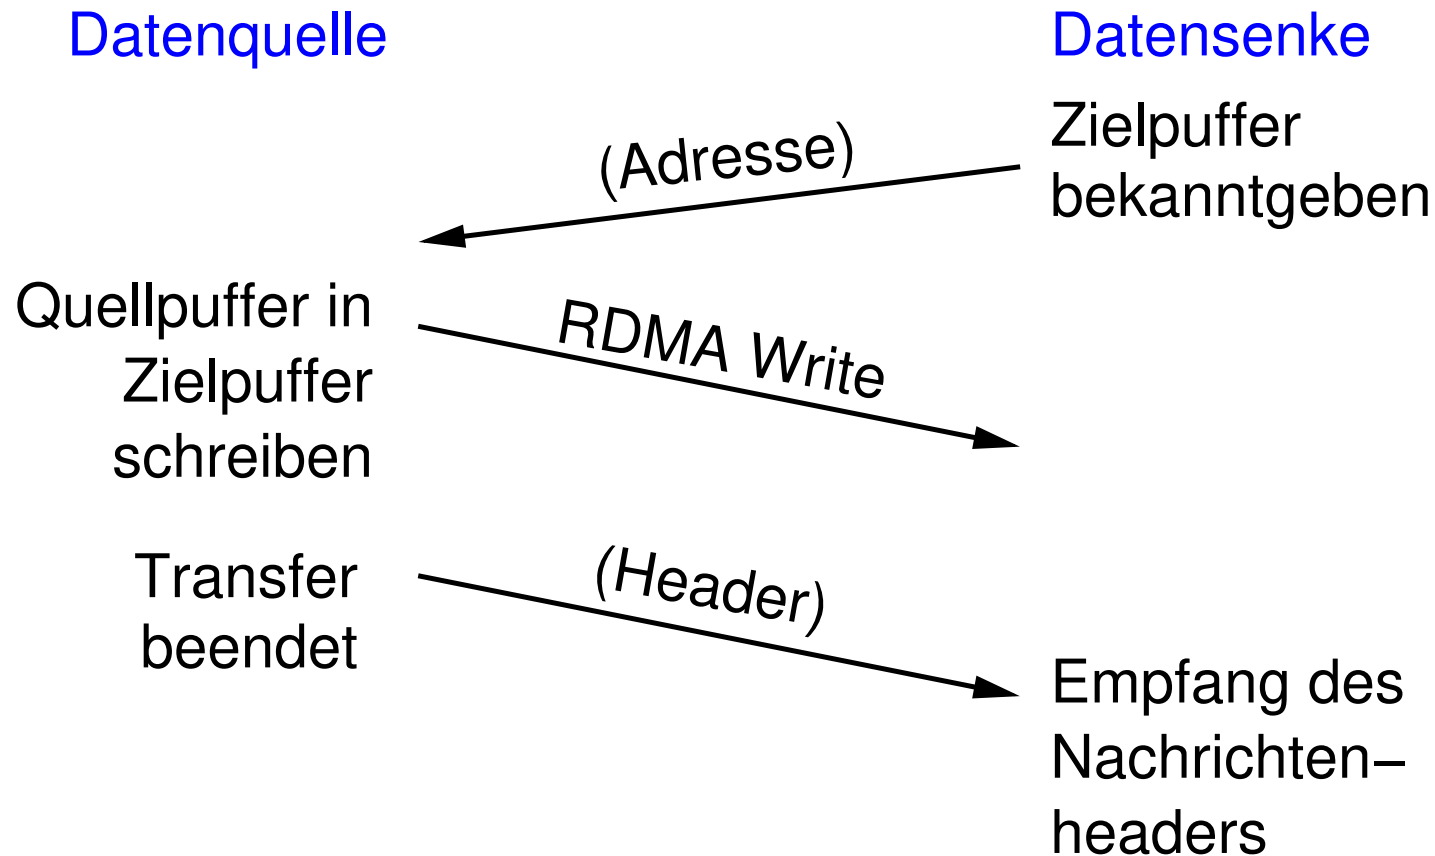 Datenquelle
Datensenke
Zielpuffer
bekanntgeben
(Adresse)
Quellpuffer in
Zielpuffer
schreiben
RDMA Write
Transfer
beendet
(Header)
Empfang des
Nachrichten–
headers